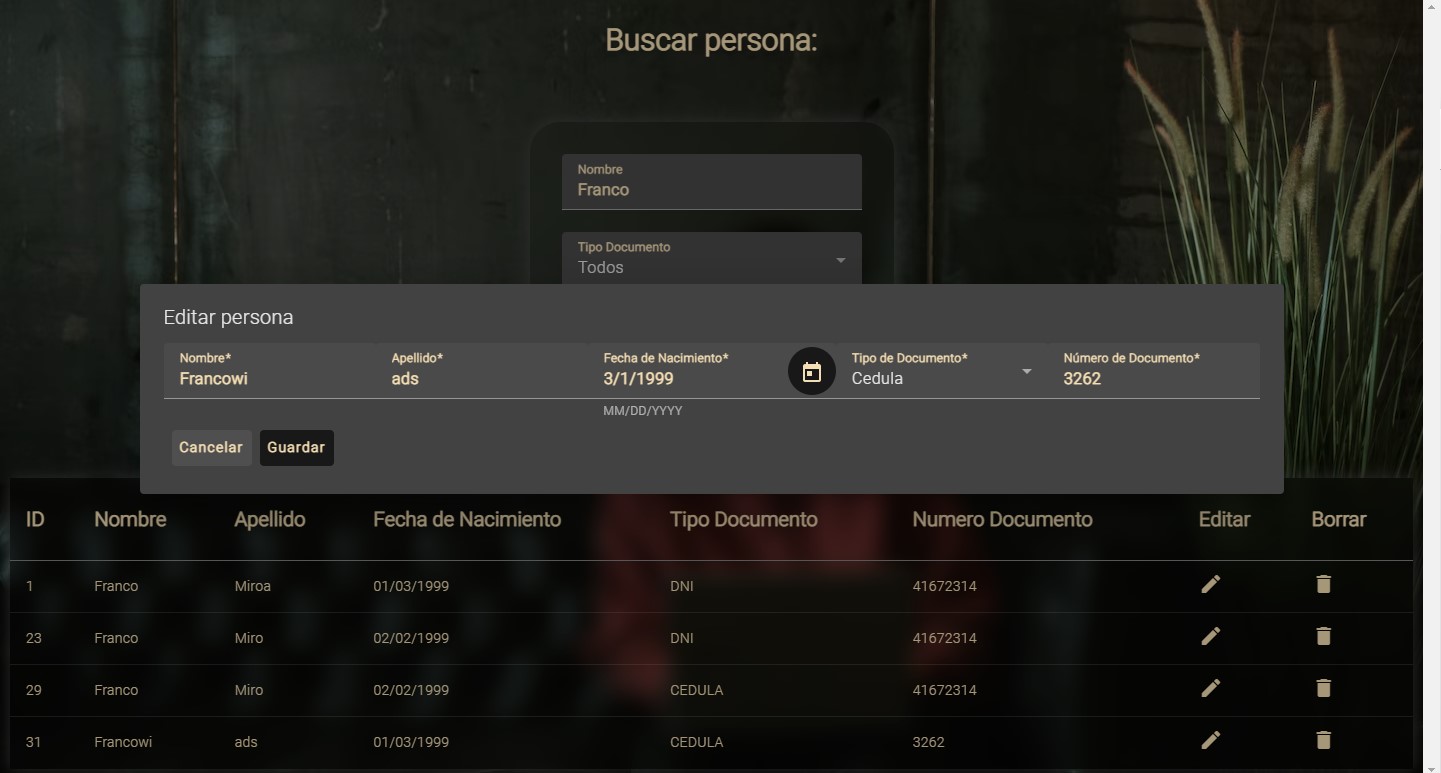 Buscar persona:
Nombre
Franco
Tipo Documento
Todos
Editar persona
Nombre* Apellido* Fecha de Nacimiento* Tipo de Documento* Número de Documento*
Francowi ads 3/1/1999 Cedula 3262
MM/DD/YYYY
Cancelar Guardar
ID Nombre Apellido Fecha de Nacimiento Tipo Documento Numero Documento Editar Borrar
1 Franco Miroa 01/03/1999 DNI 41672314
23 Franco Miro 02/02/1999 DNI 41672314
29 Franco Miro 02/02/1999 CEDULA 41672314
31 Francowi ads 01/03/1999 CEDULA 3262